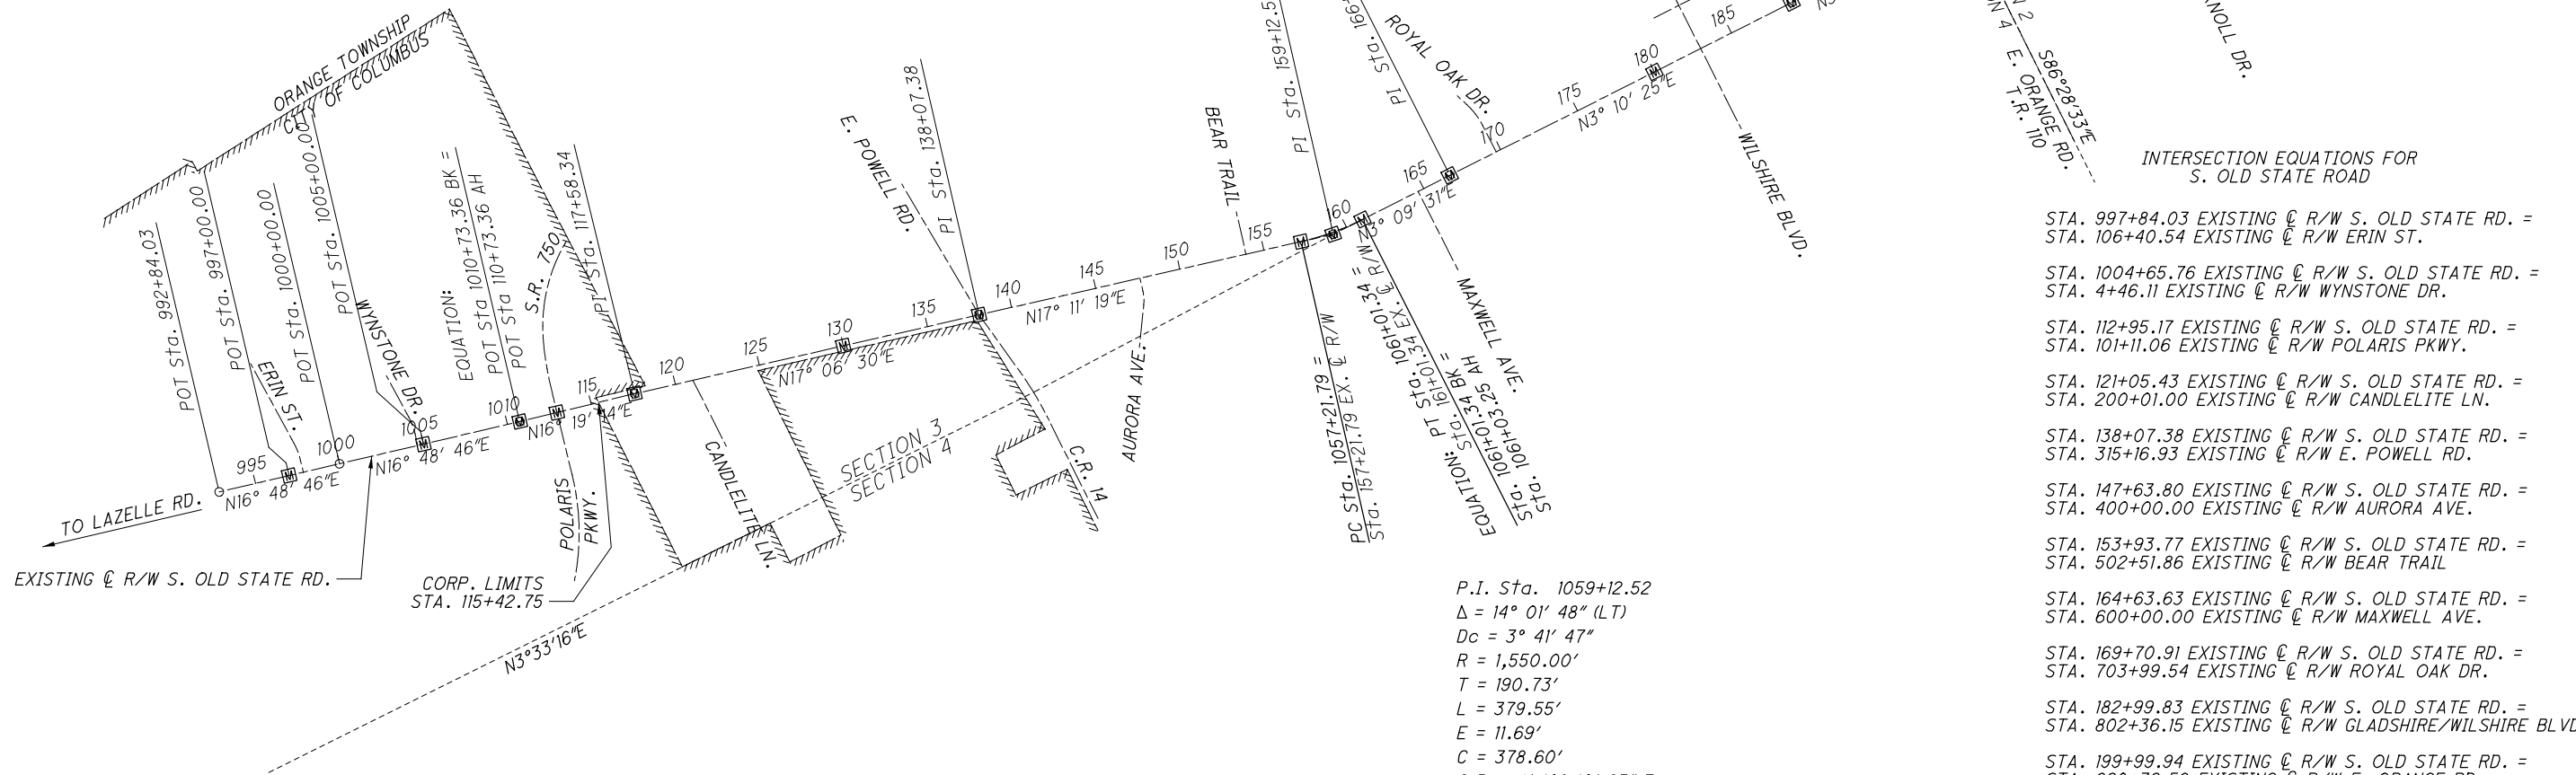 ORANGE TOWNSHIP
CITY OF COLUMBUS
POT Sta. 992+84.03
POT Sta. 997+00.00
ERIN ST.
POT Sta. 1000+00.00
POT Sta. 1005+00.00
WYNSTONE DR.
EQUATION:
POT Sta 1010+73.36 BK =
POT Sta 110+73.36 AH
S.R. 750
PI Sta. 117+58.34
E. POWELL RD.
PI Sta. 138+07.38
BEAR TRAIL
PI Sta. 1559+12.5
PI Sta. 166+
ROYAL OAK DR.
WILSHIRE BLVD.
S86°28'33"E
E. ORANGE RD.
T.R. 110
NOLL DR.
995
1000
1005
1010
115
120
125
130
135
140
145
150
155
160
165
170
175
180
185
N16° 48' 46"E
N16° 48' 46"E
N16° 19' 14"E
N17° 06' 30"E
N17° 11' 19"E
N3° 09' 31"E
N3° 10' 25"E
TO LAZELLE RD.
EXISTING ℄ R/W S. OLD STATE RD.
POLARIS
PKWY.
CORP. LIMITS
STA. 115+42.75
CANDLELITE LN.
SECTION 3
SECTION 4
C.R. 14
AURORA AVE.
N3°33'16"E
PC Sta. 1057+21.79 =
Sta. 157+21.79 EX. ℄ R/W
PT Sta. 1061+01.34 =
Sta. 161+01.34 EX. ℄ R/W
EQUATION:
Sta. 1061+01.34 BK =
Sta. 1061+03.25 AH
MAXWELL AVE.
P.I. Sta. 1059+12.52
Δ = 14° 01' 48" (LT)
Dc = 3° 41' 47"
R = 1,550.00'
T = 190.73'
L = 379.55'
E = 11.69'
C = 378.60'
INTERSECTION EQUATIONS FOR
S. OLD STATE ROAD
STA. 997+84.03 EXISTING ℄ R/W S. OLD STATE RD. =
STA. 106+40.54 EXISTING ℄ R/W ERIN ST.
STA. 1004+65.76 EXISTING ℄ R/W S. OLD STATE RD. =
STA. 4+46.11 EXISTING ℄ R/W WYNSTONE DR.
STA. 112+95.17 EXISTING ℄ R/W S. OLD STATE RD. =
STA. 101+11.06 EXISTING ℄ R/W POLARIS PKWY.
STA. 121+05.43 EXISTING ℄ R/W S. OLD STATE RD. =
STA. 200+01.00 EXISTING ℄ R/W CANDLELITE LN.
STA. 138+07.38 EXISTING ℄ R/W S. OLD STATE RD. =
STA. 315+16.93 EXISTING ℄ R/W E. POWELL RD.
STA. 147+63.80 EXISTING ℄ R/W S. OLD STATE RD. =
STA. 400+00.00 EXISTING ℄ R/W AURORA AVE.
STA. 153+93.77 EXISTING ℄ R/W S. OLD STATE RD. =
STA. 502+51.86 EXISTING ℄ R/W BEAR TRAIL
STA. 164+63.63 EXISTING ℄ R/W S. OLD STATE RD. =
STA. 600+00.00 EXISTING ℄ R/W MAXWELL AVE.
STA. 169+70.91 EXISTING ℄ R/W S. OLD STATE RD. =
STA. 703+99.54 EXISTING ℄ R/W ROYAL OAK DR.
STA. 182+99.83 EXISTING ℄ R/W S. OLD STATE RD. =
STA. 802+36.15 EXISTING ℄ R/W GLADSHIRE/WILSHIRE BLVD
STA. 199+99.94 EXISTING ℄ R/W S. OLD STATE RD. =